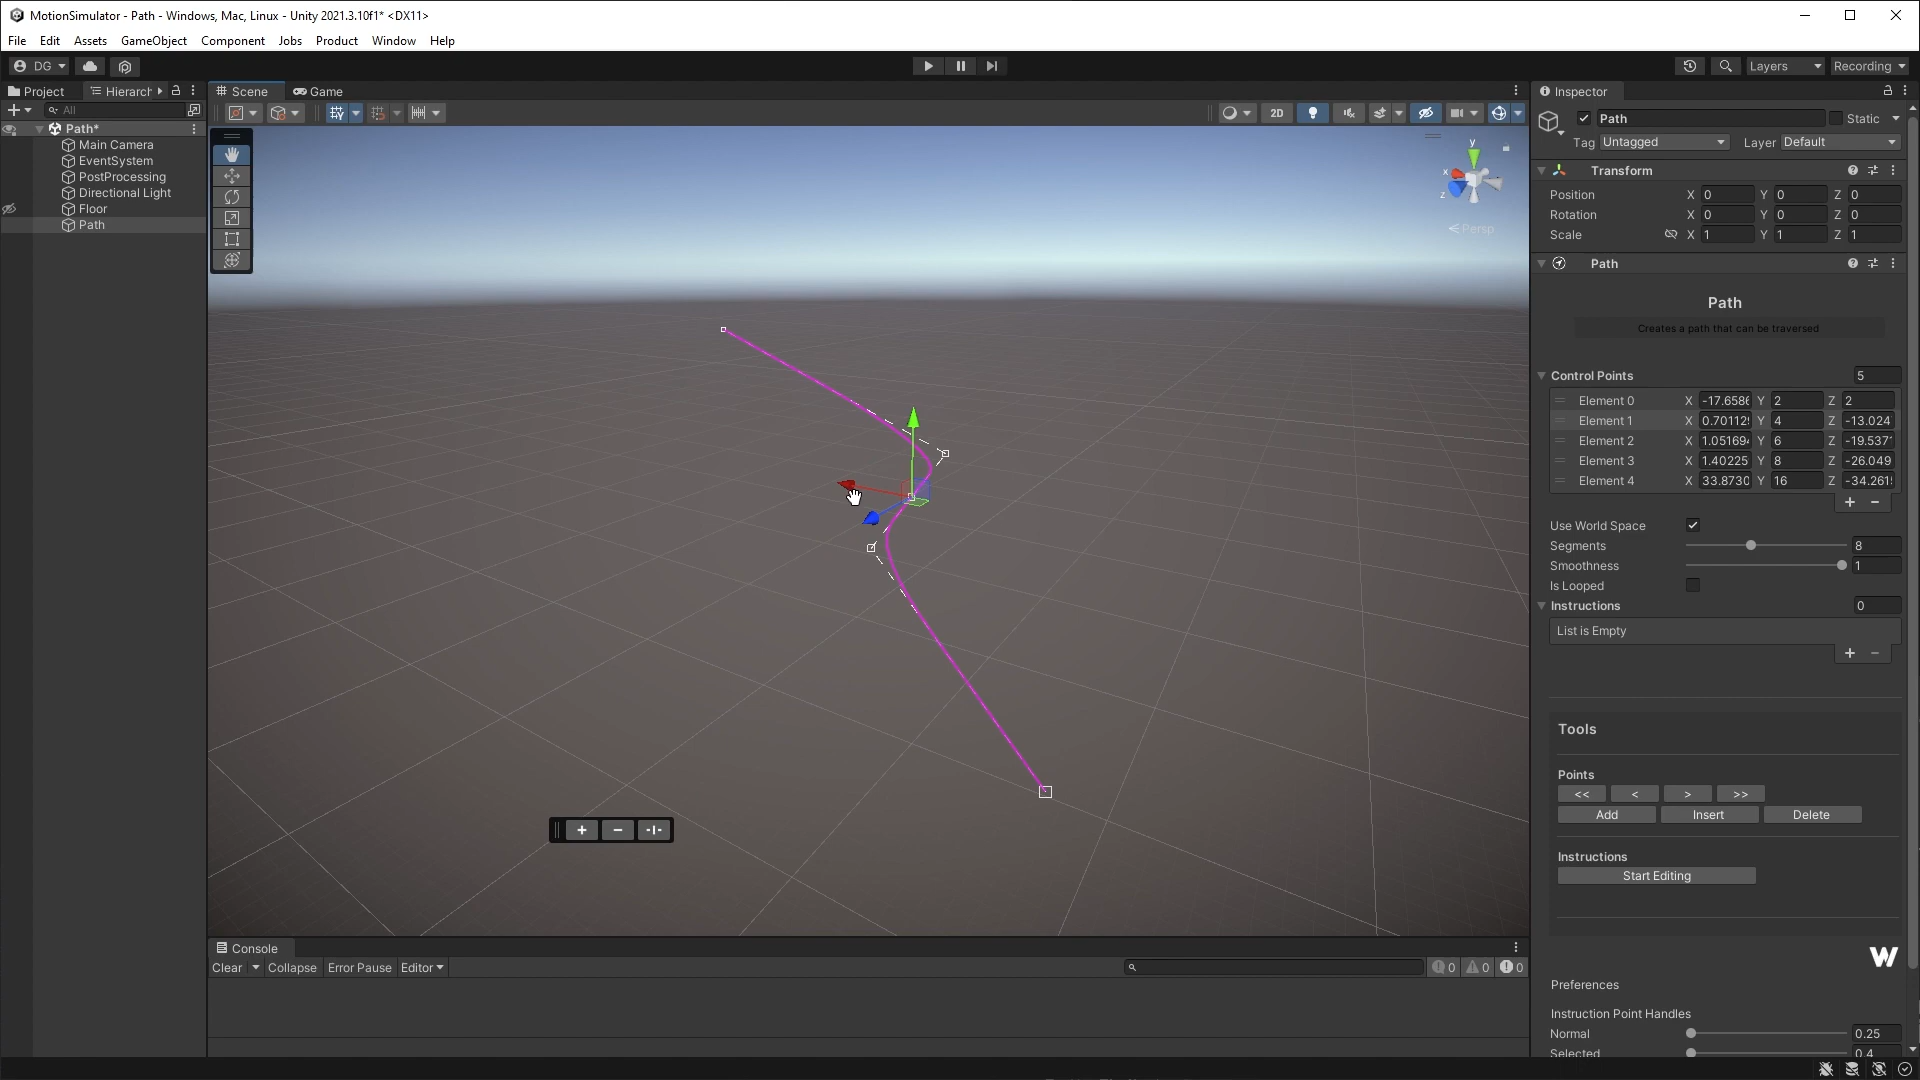 MotionSimulator - Path - Windows, Mac, Linux - Unity 2021.3.10f1* <DX11>
File Edit Assets GameObject Component Jobs Product Window Help
DG Layers Recording
Project Hierarch Scene Game Inspector
All 2D Path Static
Tag Untagged Layer Default
Path*
Main Camera
EventSystem
PostProcessing
Directional Light
Floor
Path
y
x
z
Persp
Transform
Position X 0 Y 0 Z 0
Rotation X 0 Y 0 Z 0
Scale X 1 Y 1 Z 1
Path
Path
Creates a path that can be traversed
Control Points 5
Element 0 X -17.6586 Y 2 Z 2
Element 1 X 0.70112 Y 4 Z -13.024
Element 2 X 1.05169 Y 6 Z -19.537
Element 3 X 1.40225 Y 8 Z -26.049
Element 4 X 33.8730 Y 16 Z -34.261
+ −
Use World Space
Segments 8
Smoothness 1
Is Looped
Instructions 0
List is Empty
+ −
Tools
Points
<< < > >>
Add Insert Delete
Instructions
Start Editing
+ − -I-
W
Preferences
Instruction Point Handles
Normal 0.25
Selected 0.4
Console
Clear Collapse Error Pause Editor 0 0 0